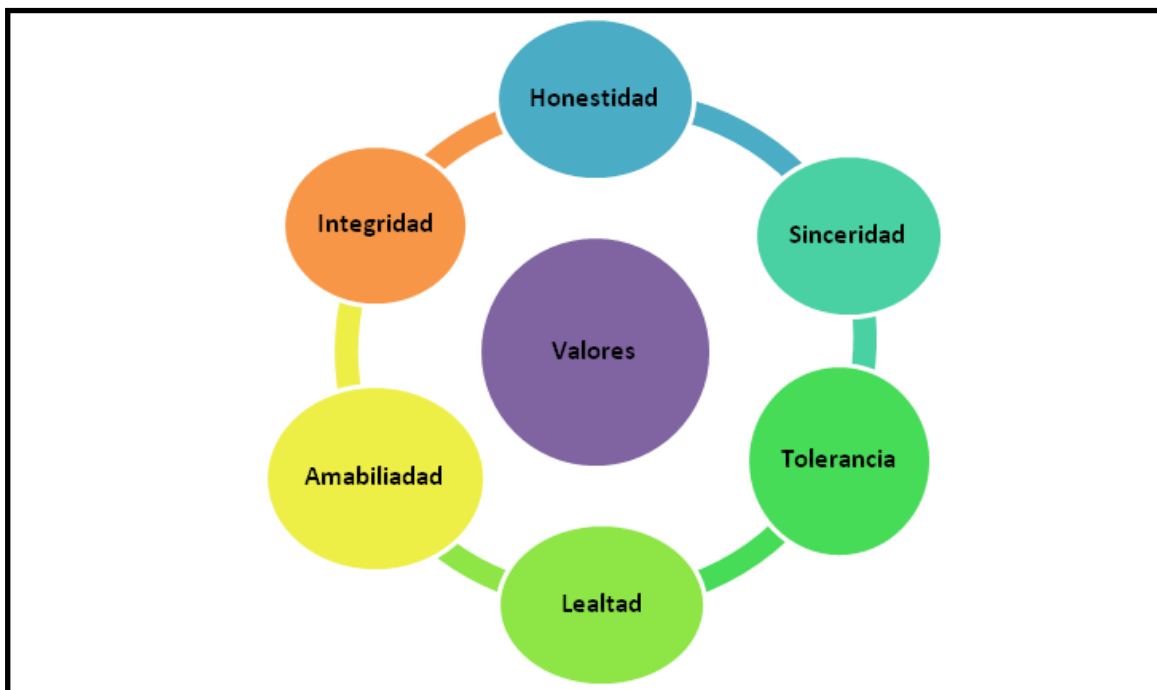 Honestidad
Sinceridad
Integridad
Valores
Tolerancia
Amabiliadad
Lealtad